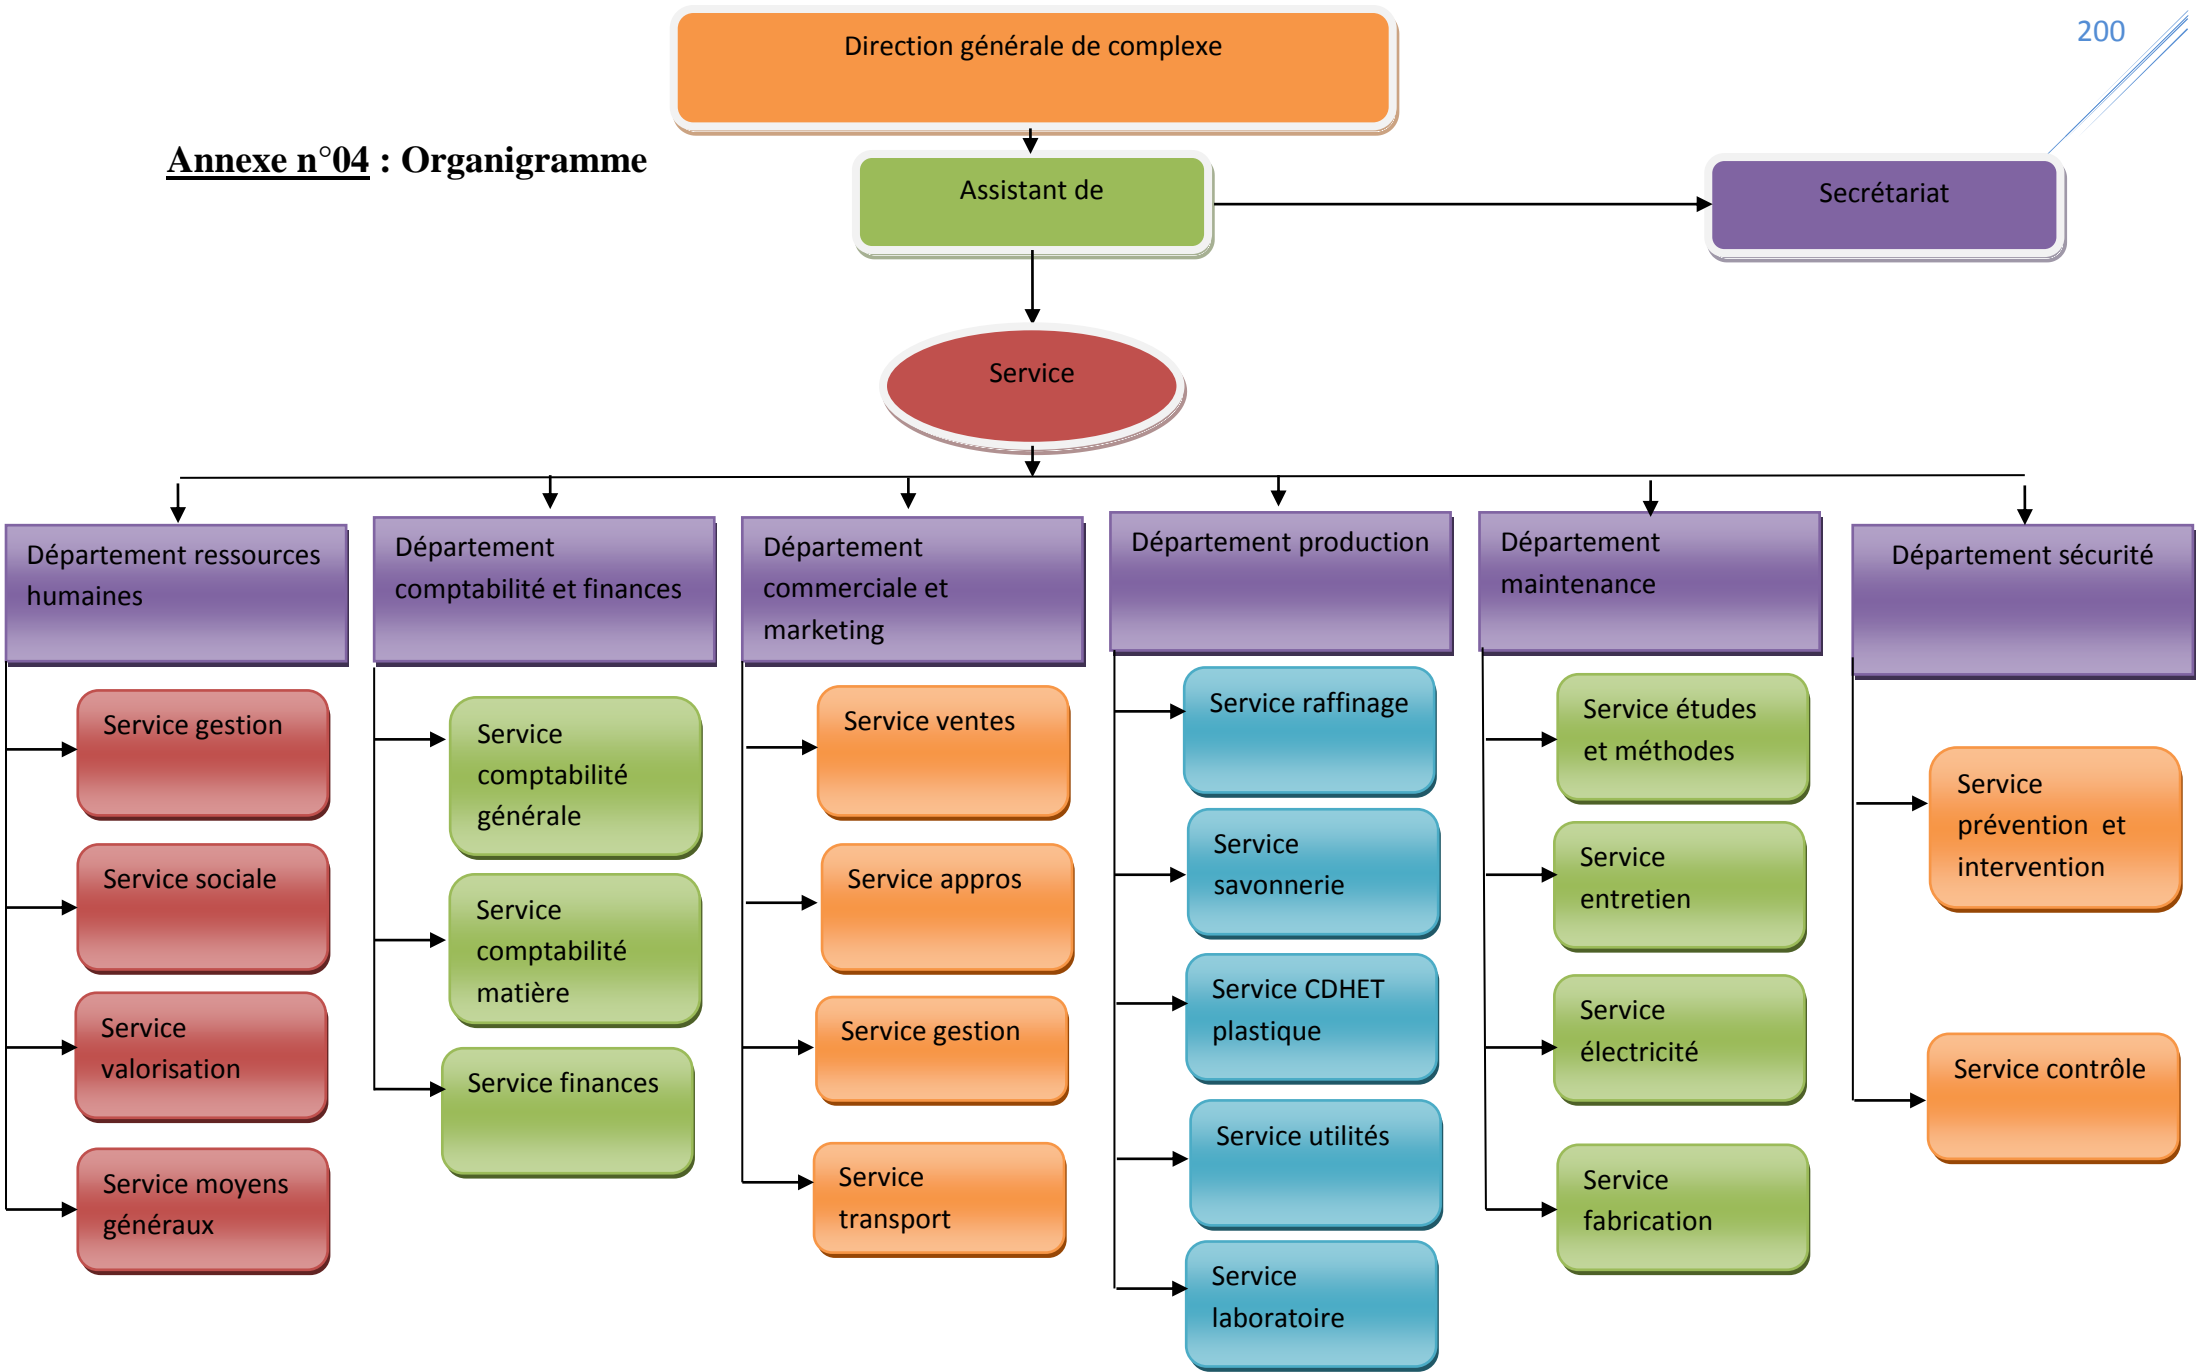 200
Direction générale de complexe
Annexe n°04 : Organigramme
Assistant de
Secrétariat
Service
Département ressources
humaines
Département
comptabilité et finances
Département
commerciale et
marketing
Département production
Département
maintenance
Département sécurité
Service gestion
Service sociale
Service
valorisation
Service moyens
généraux
Service
comptabilité
générale
Service
comptabilité
matière
Service finances
Service ventes
Service appros
Service gestion
Service
transport
Service raffinage
Service
savonnerie
Service CDHET
plastique
Service utilités
Service
laboratoire
Service études
et méthodes
Service
entretien
Service
électricité
Service
fabrication
Service
prévention et
intervention
Service contrôle